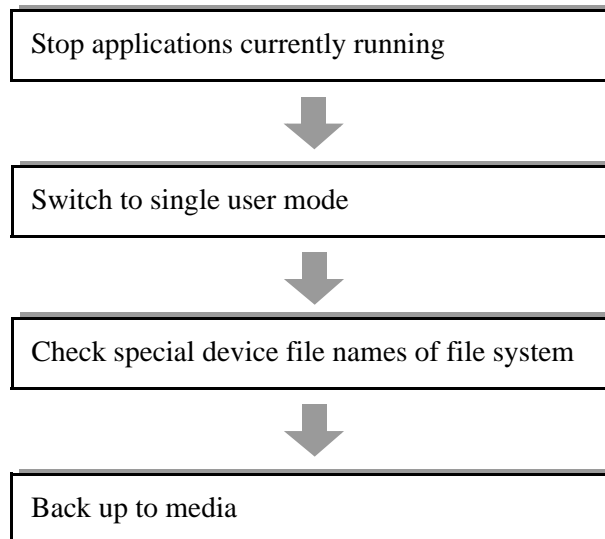 Stop applications currently running
Switch to single user mode
Check special device file names of file system
Back up to media